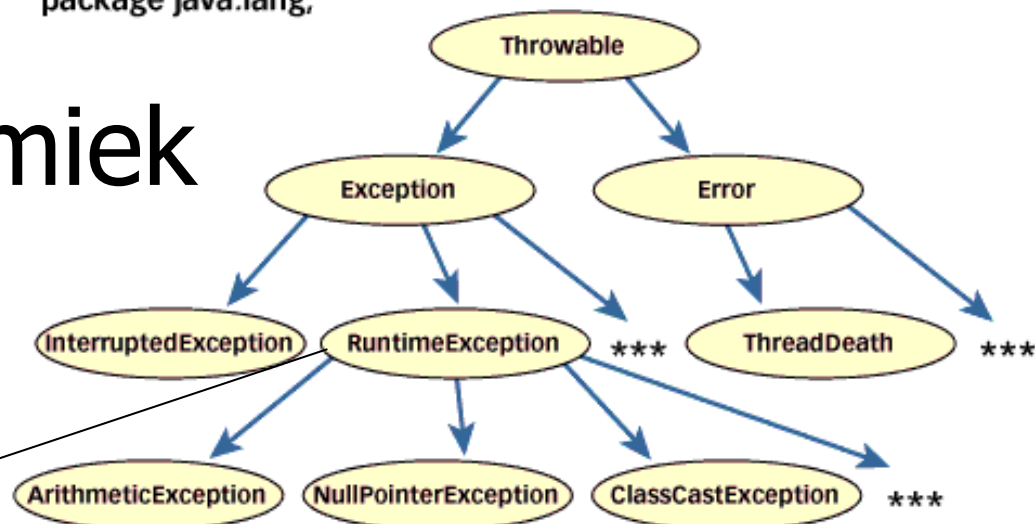 package java.lang;
Throwable
miek
Exception Error
InterruptedException RuntimeException *** ThreadDeath ***
ArithmeticException NullPointerException ClassCastException ***